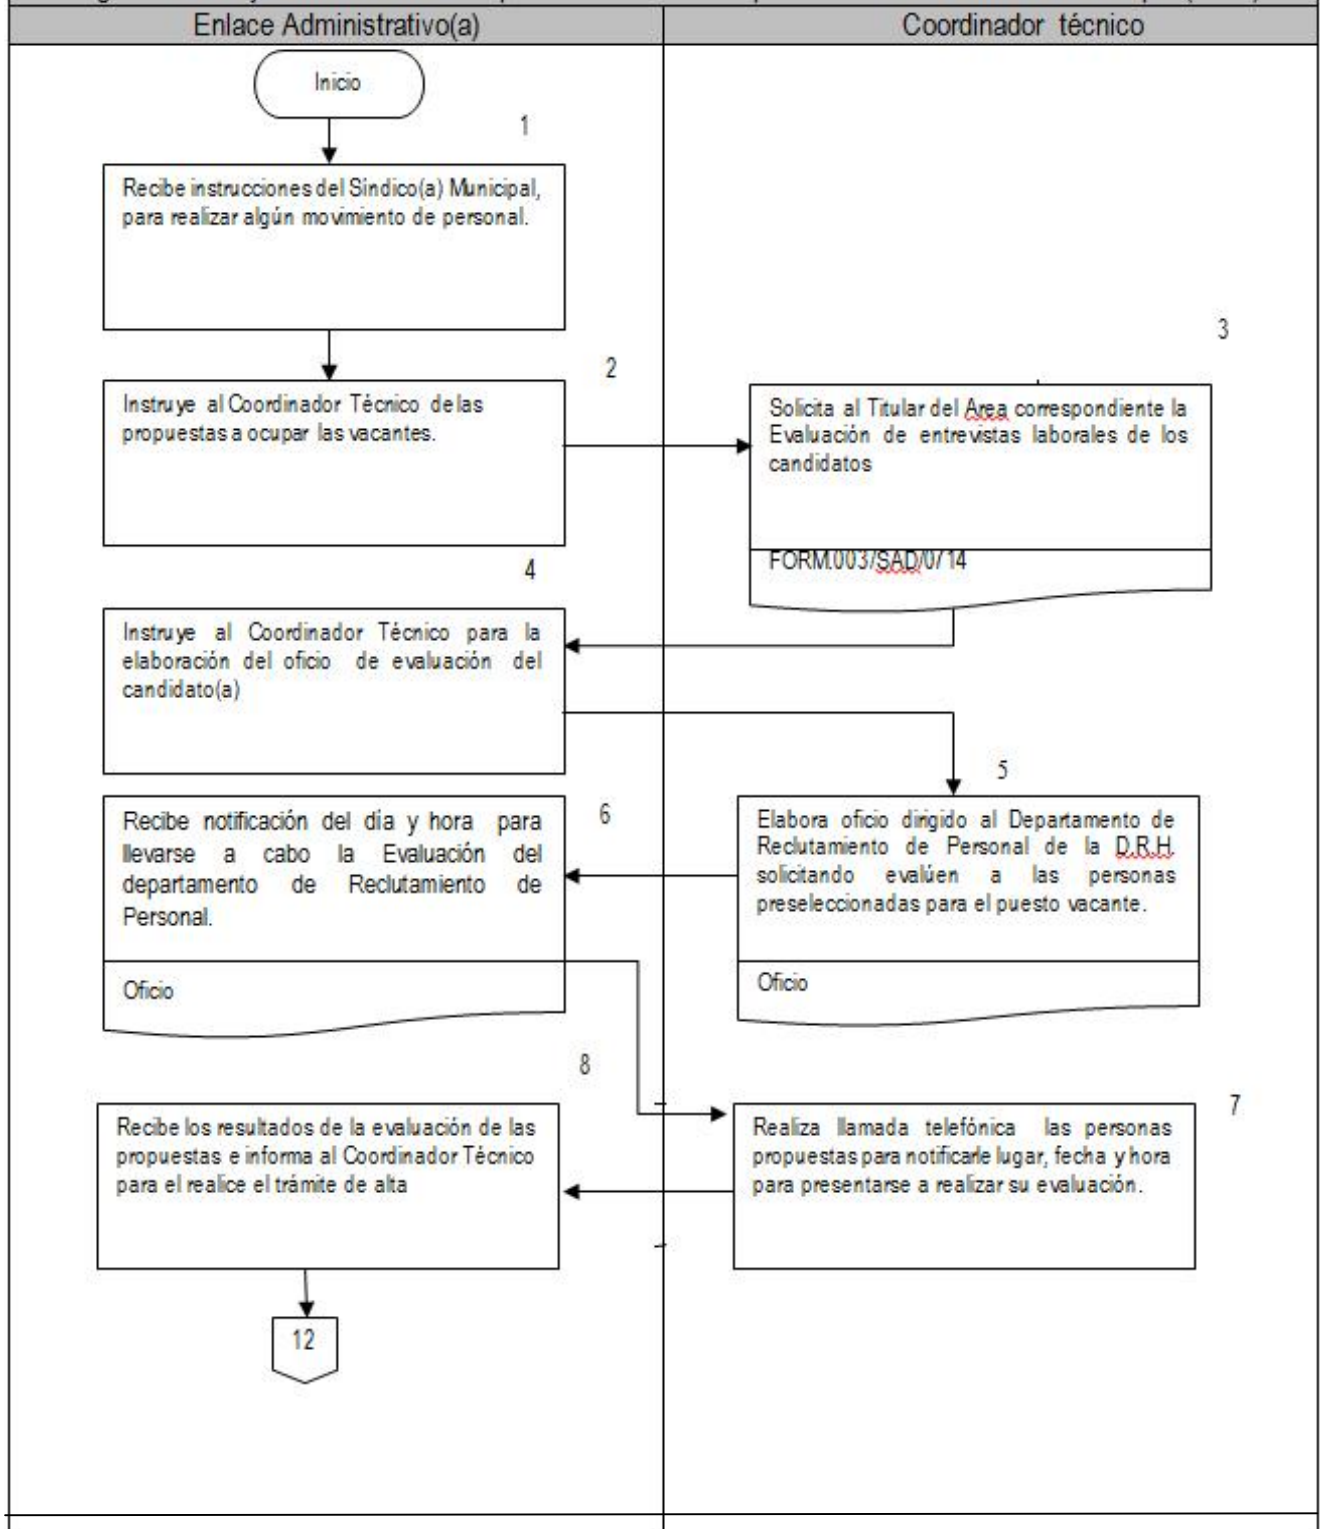 Enlace Administrativo(a)
Coordinador técnico
Inicio
1
Recibe instrucciones del Sindico(a) Municipal,
para realizar algún movimiento de personal.
2
Instruye al Coordinador Técnico de las
propuestas a ocupar las vacantes.
3
Solicita al Titular del Area correspondiente la
Evaluación de entrevistas laborales de los
candidatos
FORM.003/SAD/0714
4
Instruye al Coordinador Técnico para la
elaboración del oficio de evaluación del
candidato(a)
5
Elabora oficio dirigido al Departamento de
Reclutamiento de Personal de la D.R.H.
solicitando evalúen a las personas
preseleccionadas para el puesto vacante.
Oficio
6
Recibe notificación del día y hora para
llevarse a cabo la Evaluación del
departamento de Reclutamiento de
Personal.
Oficio
7
Realiza llamada telefónica las personas
propuestas para notificarle lugar, fecha y hora
para presentarse a realizar su evaluación.
8
Recibe los resultados de la evaluación de las
propuestas e informa al Coordinador Técnico
para el realice el trámite de alta
12